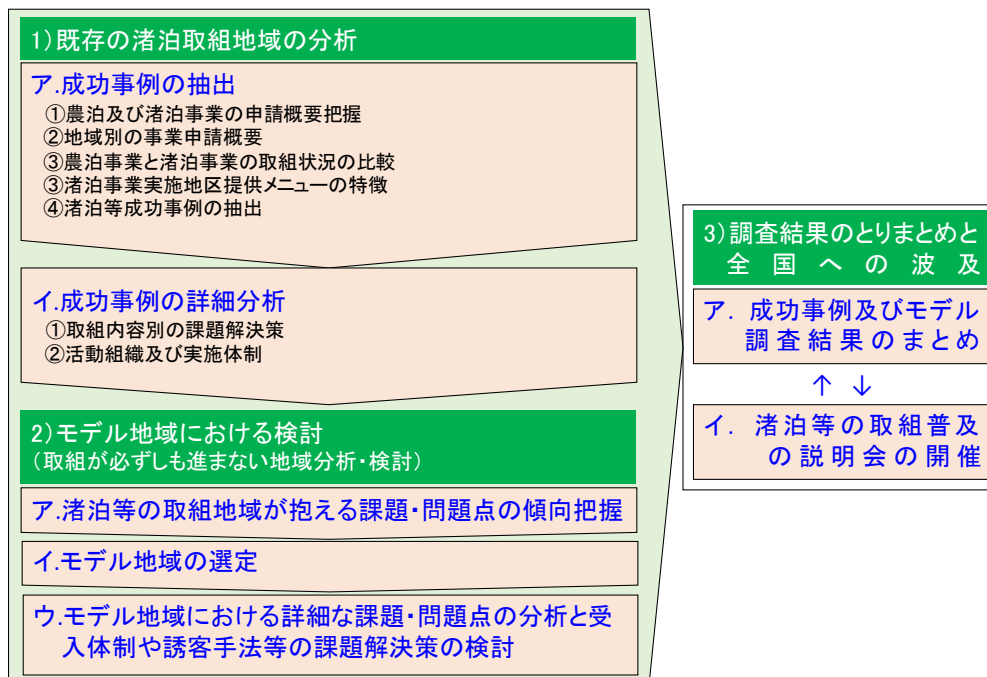 1)既存の渚泊取組地域の分析
ア.成功事例の抽出
①農泊及び渚泊事業の申請概要把握
②地域別の事業申請概要
③農泊事業と渚泊事業の取組状況の比較
③渚泊事業実施地区提供メニューの特徴
④渚泊等成功事例の抽出
イ.成功事例の詳細分析
①取組内容別の課題解決策
②活動組織及び実施体制
2)モデル地域における検討
(取組が必ずしも進まない地域分析・検討)
ア.渚泊等の取組地域が抱える課題・問題点の傾向把握
イ.モデル地域の選定
ウ.モデル地域における詳細な課題・問題点の分析と受
入体制や誘客手法等の課題解決策の検討
3)調査結果のとりまとめと
全国への波及
ア. 成功事例及びモデル
調査結果のまとめ
↑ ↓
イ. 渚泊等の取組普及
の説明会の開催